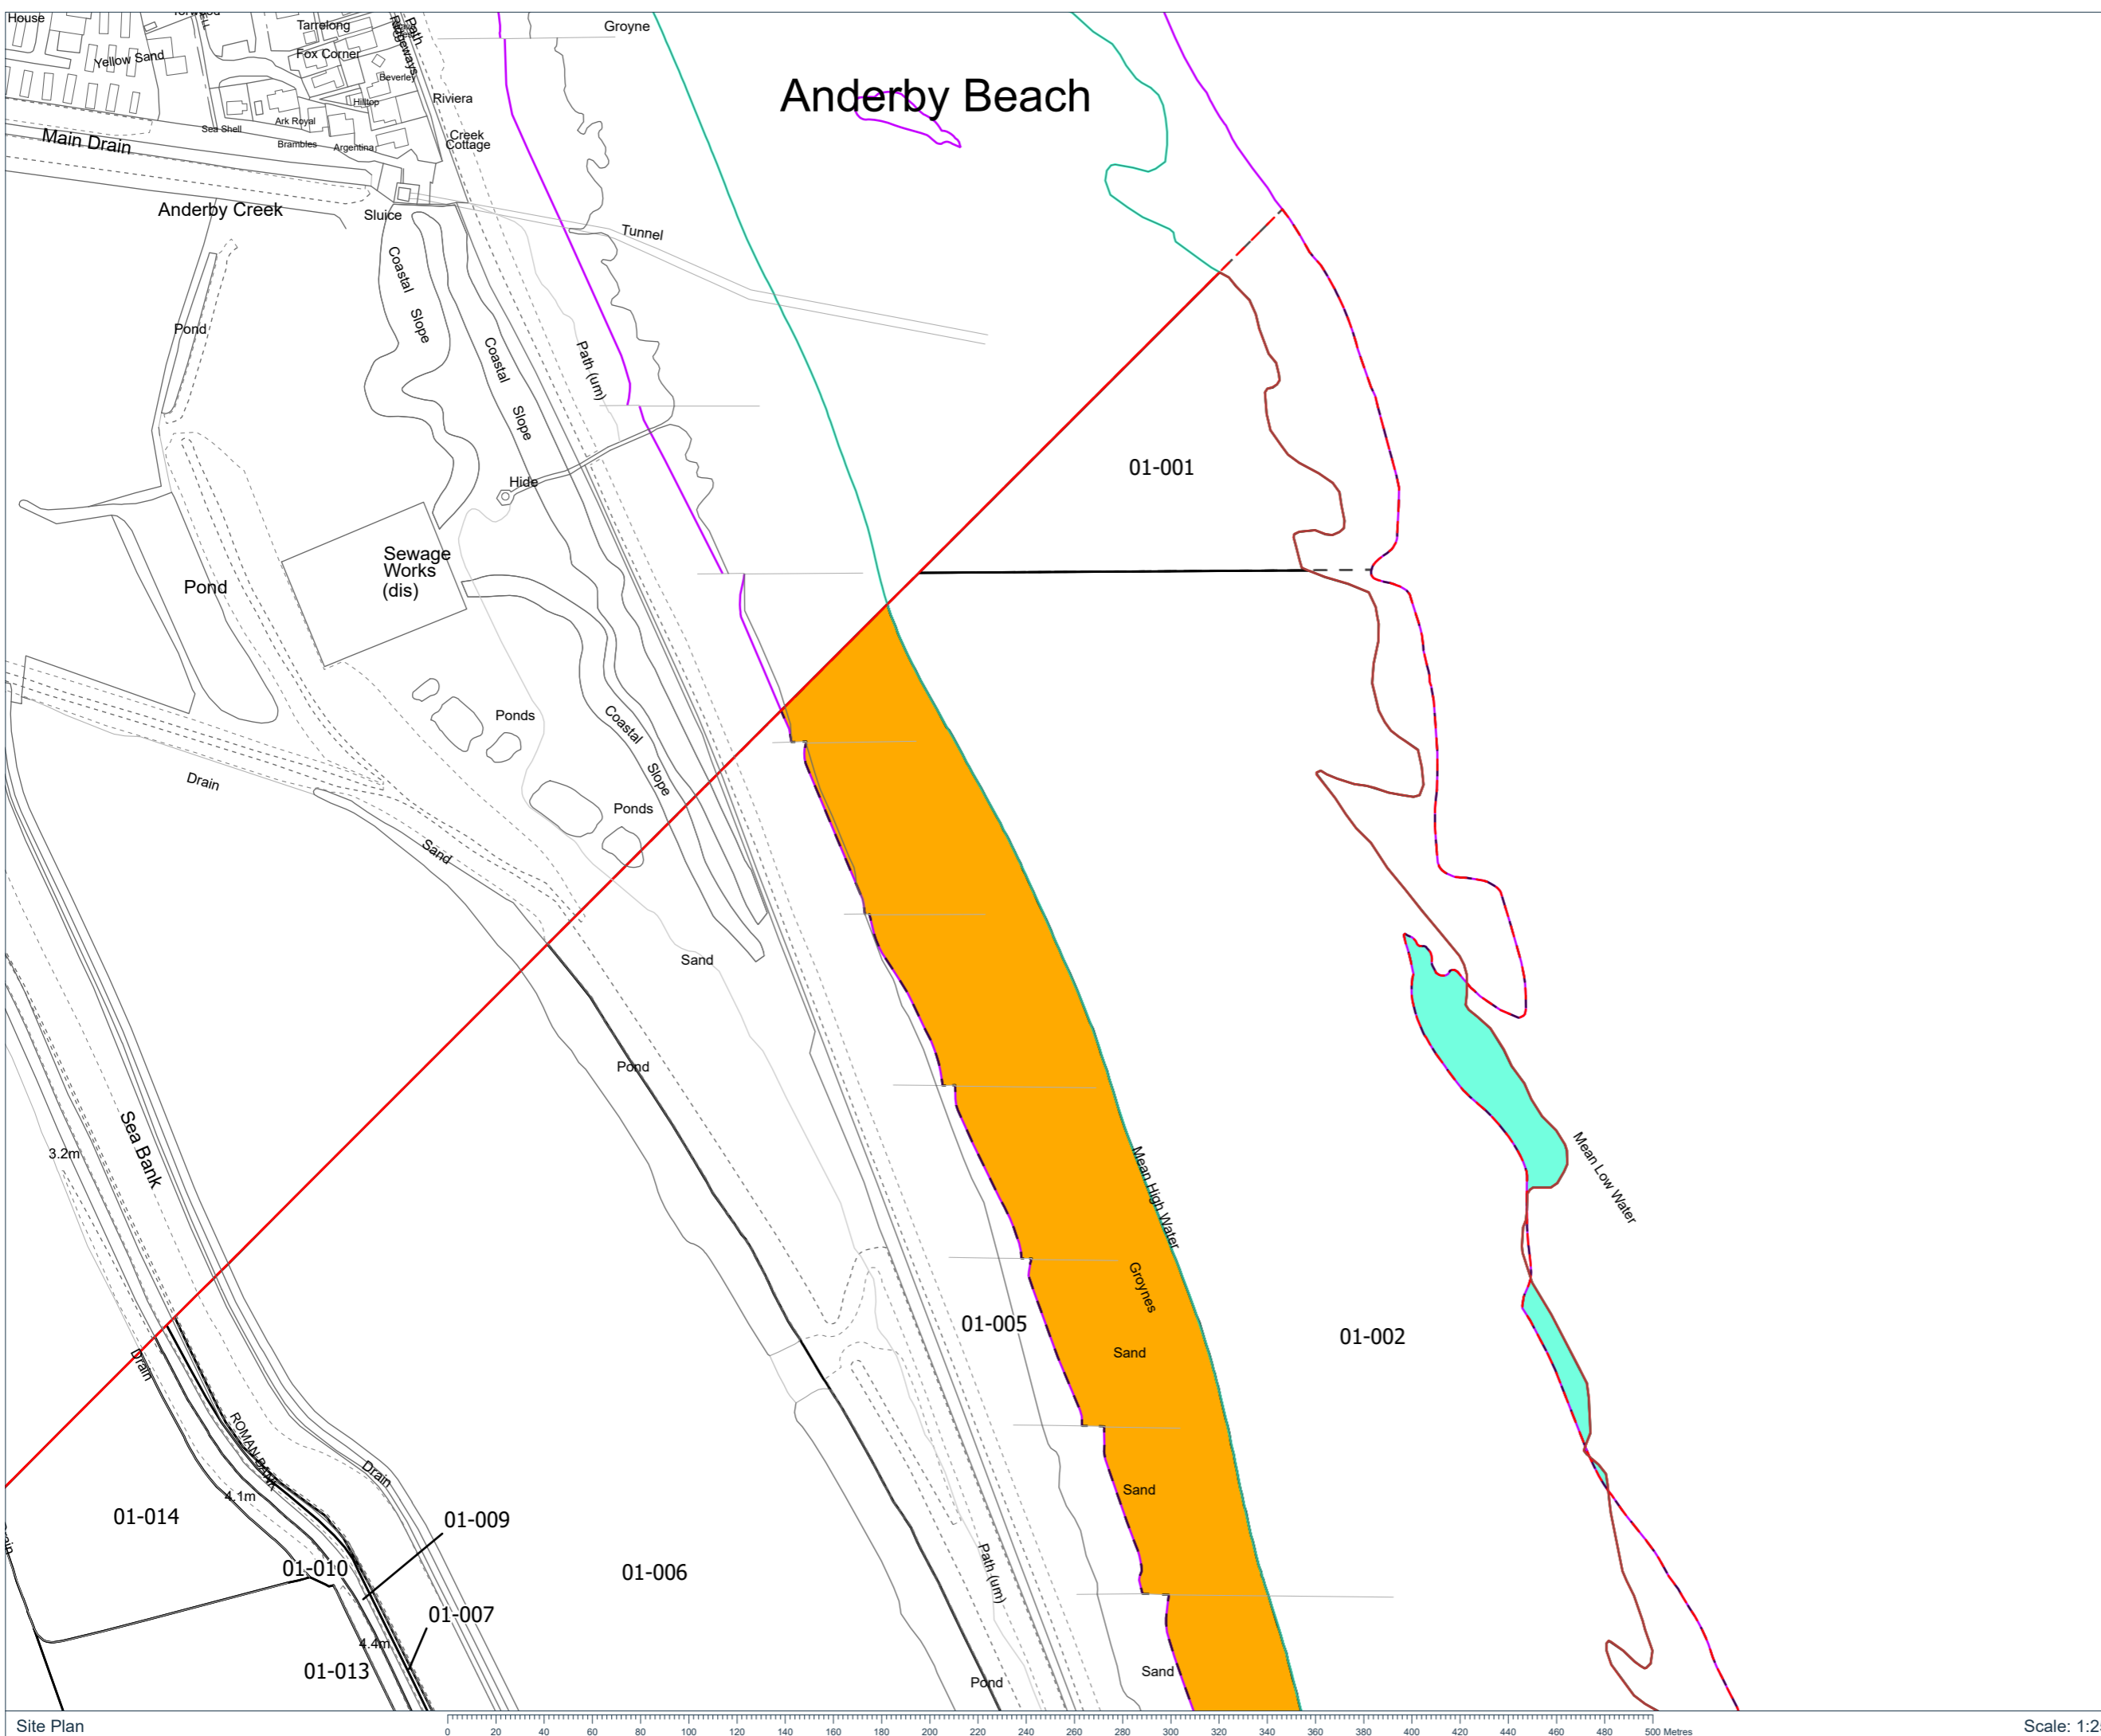 House
Tarrelong
Path
Ridgeways
Groyne
Yellow Sand
Fox Corner
Beverley
Anderby Beach
Hilltop
Riviera
Sea Shell
Ark Royal
Main Drain
Brambles
Argentina
Creek
Cottage
Anderby Creek
Sluice
Tunnel
Coastal Slope
Pond
Coastal Slope
Path (um)
01-001
Hide
Sewage
Works
(dis)
Pond
Ponds
Coastal Slope
Drain
Ponds
Sand
Sand
Pond
Sea Bank
3.2m
Mean High Water
Mean Low Water
Groynes
01-005
01-002
Sand
Drain
ROMAN BANK
Drain
4.1m
Sand
01-014
01-009
01-010
01-006
Path (um)
01-007
4.4m
01-013
Pond
Sand
Site Plan
0 20 40 60 80 100 120 140 160 180 200 220 240 260 280 300 320 340 360 380 400 420 440 460 480 500 Metres